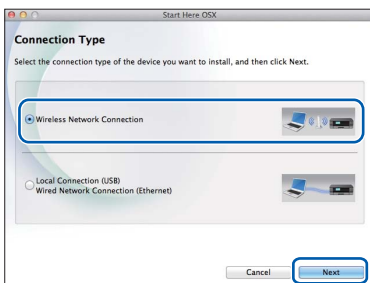 Start Here OSX
Connection Type
Select the connection type of the device you want to install, and then click Next.
Wireless Network Connection
Local Connection (USB)
Wired Network Connection (Ethernet)
Cancel
Next